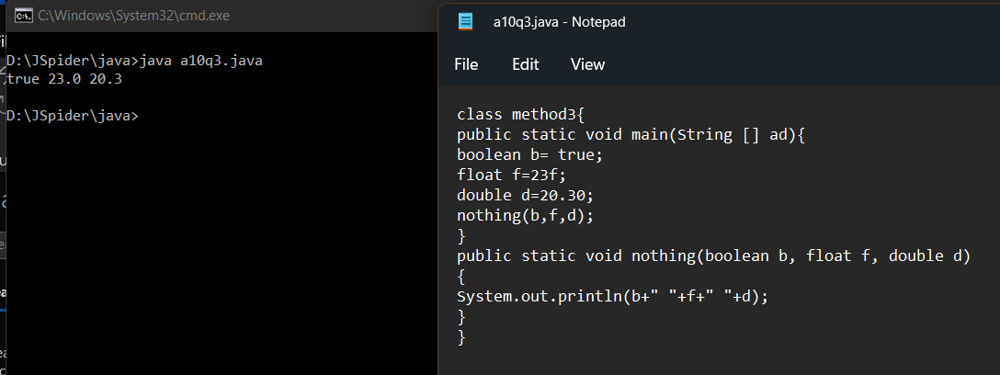 C:\Windows\System32\cmd.exe
D:\JSpider\java>java a10q3.java
true 23.0 20.3
D:\JSpider\java>
a10q3.java - Notepad
File Edit View
class method3{
public static void main(String [] ad){
boolean b= true;
float f=23f;
double d=20.30;
nothing(b,f,d);
}
public static void nothing(boolean b, float f, double d)
{
System.out.println(b+" "+f+" "+d);
}
}